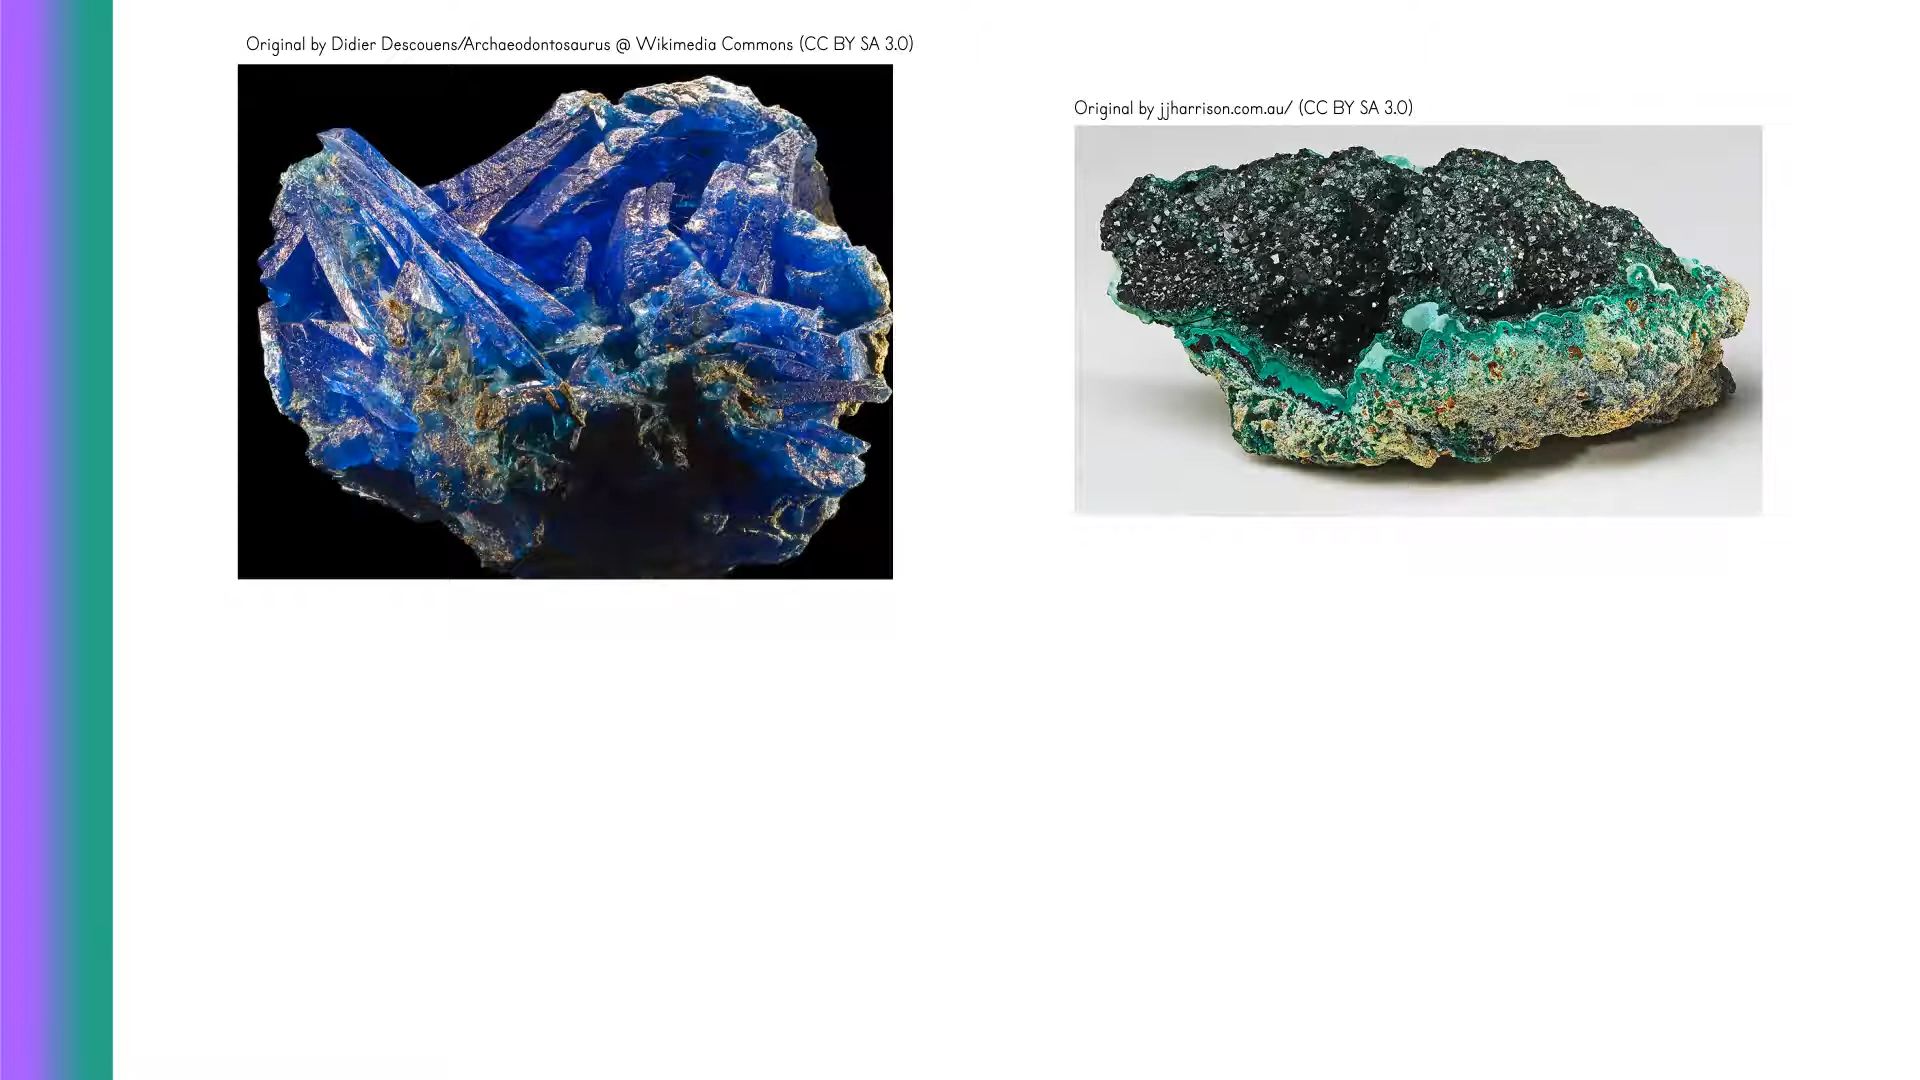 Original by Didier Descouens/Archaeodontosaurus @ Wikimedia Commons (CC BY SA 3.0)
Original by jjharrison.com.au/ (CC BY SA 3.0)